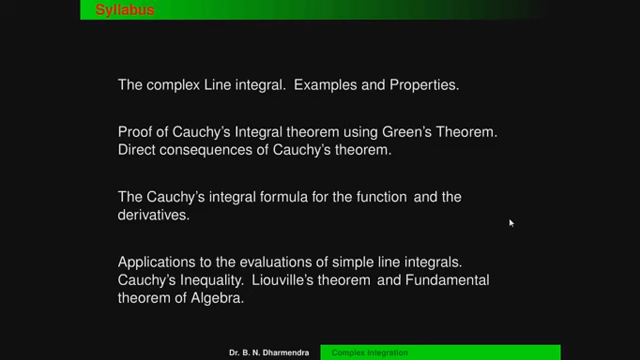 Syllabus
The complex Line integral. Examples and Properties.
Proof of Cauchy's Integral theorem using Green's Theorem.
Direct consequences of Cauchy's theorem.
The Cauchy's integral formula for the function and the
derivatives.
Applications to the evaluations of simple line integrals.
Cauchy's Inequality. Liouville's theorem and Fundamental
theorem of Algebra.
Dr. B. N. Dharmendra
Complex Integration